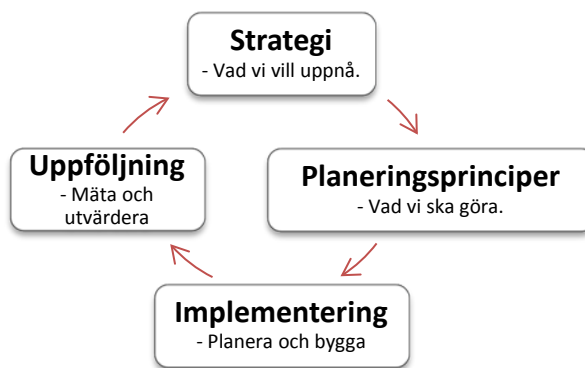 Strategi
- Vad vi vill uppnå.
Planeringsprinciper
- Vad vi ska göra.
Implementering
- Planera och bygga
Uppföljning
- Mäta och
utvärdera